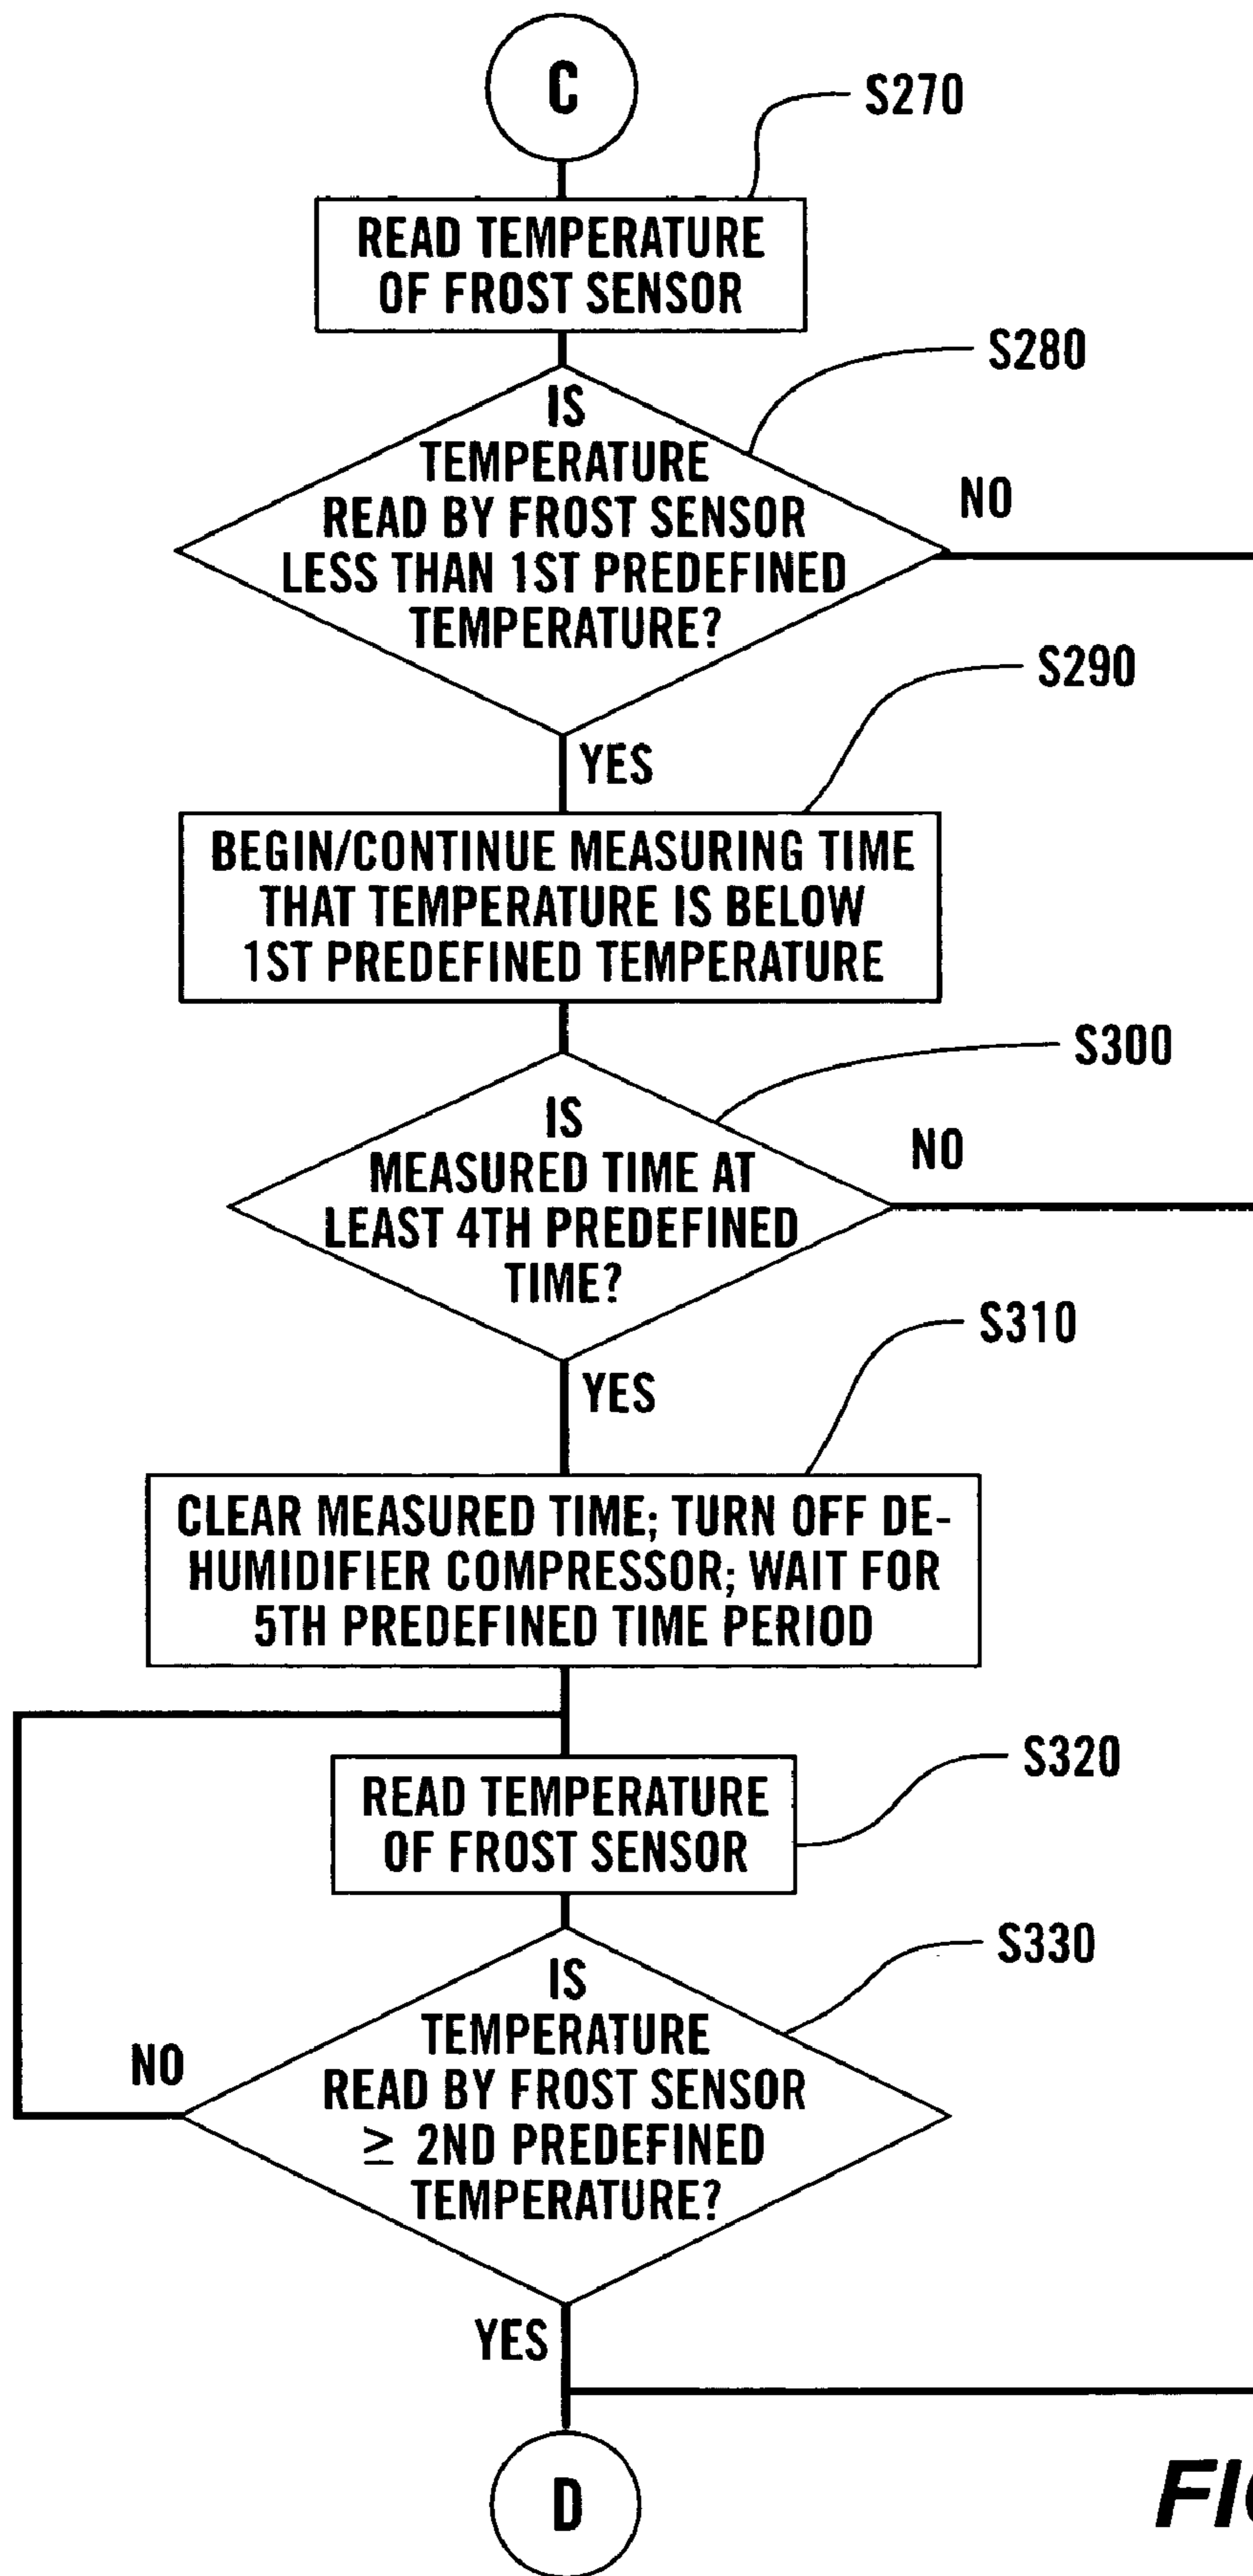 C
S270
READ TEMPERATURE
OF FROST SENSOR
S280
IS
TEMPERATURE
READ BY FROST SENSOR
LESS THAN 1ST PREDEFINED
TEMPERATURE?
NO
S290
YES
BEGIN/CONTINUE MEASURING TIME
THAT TEMPERATURE IS BELOW
1ST PREDEFINED TEMPERATURE
S300
IS
MEASURED TIME AT
LEAST 4TH PREDEFINED
TIME?
NO
S310
YES
CLEAR MEASURED TIME; TURN OFF DE-
HUMIDIFIER COMPRESSOR; WAIT FOR
5TH PREDEFINED TIME PERIOD
S320
READ TEMPERATURE
OF FROST SENSOR
S330
IS
TEMPERATURE
READ BY FROST SENSOR
≥ 2ND PREDEFINED
TEMPERATURE?
NO
YES
D